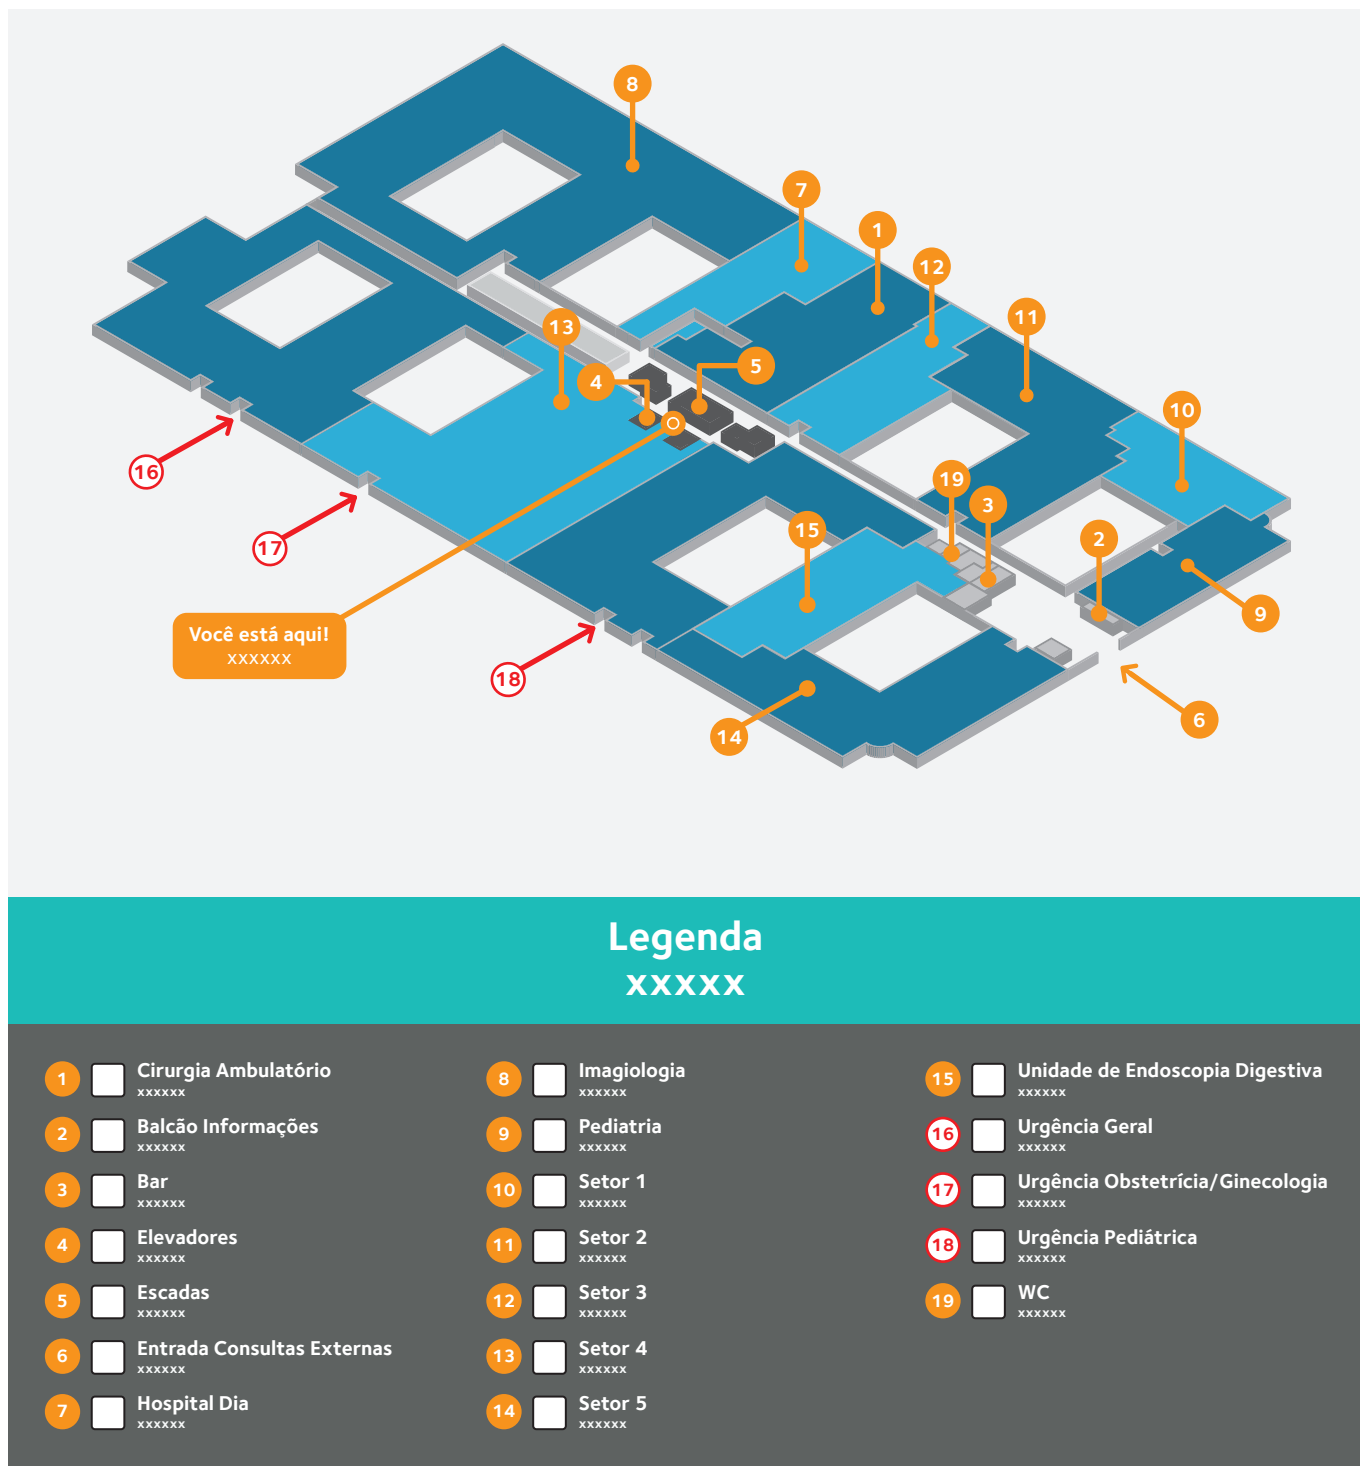 8
7
1
12
11
13
5
4
10
16
19
3
17
15
2
9
Você está aqui!
xxxxxx
18
14
6
Legenda
xxxxx
1 Cirurgia Ambulatório
xxxxxx
2 Balcão Informações
xxxxxx
3 Bar
xxxxxx
4 Elevadores
xxxxxx
5 Escadas
xxxxxx
6 Entrada Consultas Externas
xxxxxx
7 Hospital Dia
xxxxxx
8 Imagiologia
xxxxxx
9 Pediatria
xxxxxx
10 Setor 1
xxxxxx
11 Setor 2
xxxxxx
12 Setor 3
xxxxxx
13 Setor 4
xxxxxx
14 Setor 5
xxxxxx
15 Unidade de Endoscopia Digestiva
xxxxxx
16 Urgência Geral
xxxxxx
17 Urgência Obstetrícia/Ginecologia
xxxxxx
18 Urgência Pediátrica
xxxxxx
19 WC
xxxxxx